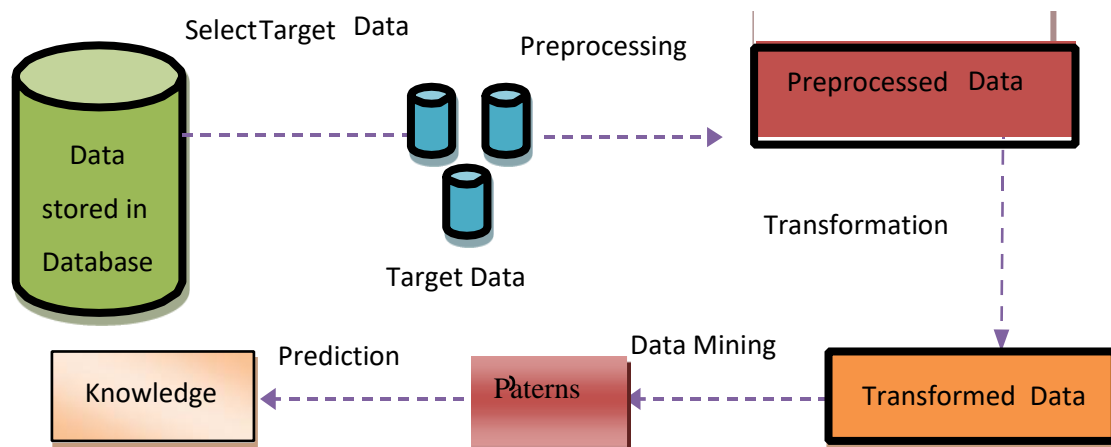 SelectTarget Data
Preprocessing
Preprocessed Data
Data
stored in
Database
Target Data
Transformation
Prediction
Data Mining
Knowledge
Paterns
Transformed Data